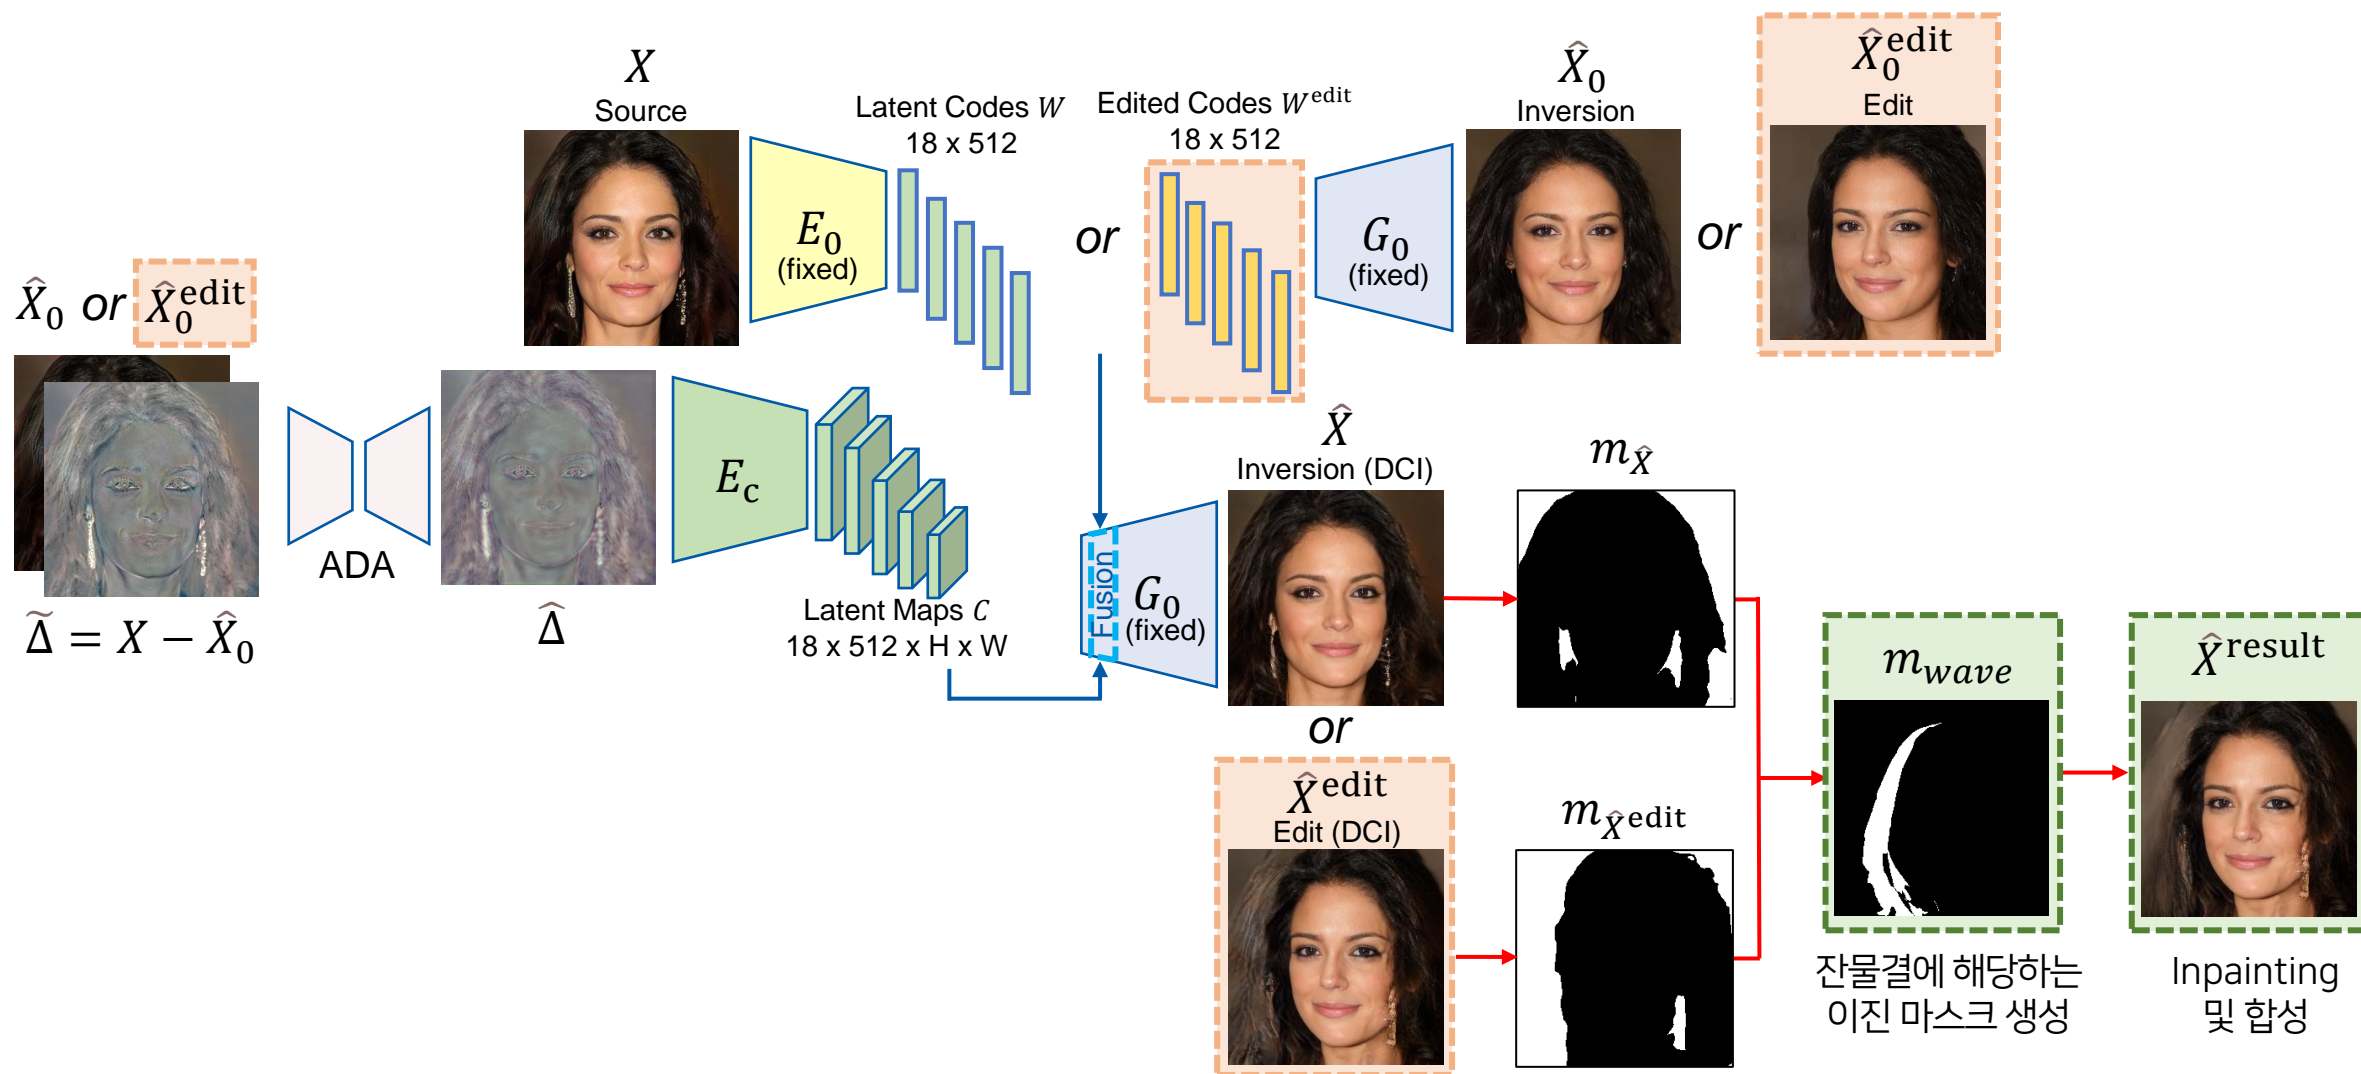 X
Source
Latent Codes W
18 x 512
Edited Codes W^edit
18 x 512
X̂₀
Inversion
X̂₀^edit
Edit
E₀
(fixed)
or
G₀
(fixed)
or
X̂₀ or X̂₀^edit
Δ̃ = X − X̂₀
ADA
Δ̂
E_c
Latent Maps C
18 x 512 x H x W
Fusion
G₀
(fixed)
X̂
Inversion (DCI)
or
X̂^edit
Edit (DCI)
m_X̂
m_X̂^edit
m_wave
잔물결에 해당하는
이진 마스크 생성
X̂^result
Inpainting
및 합성